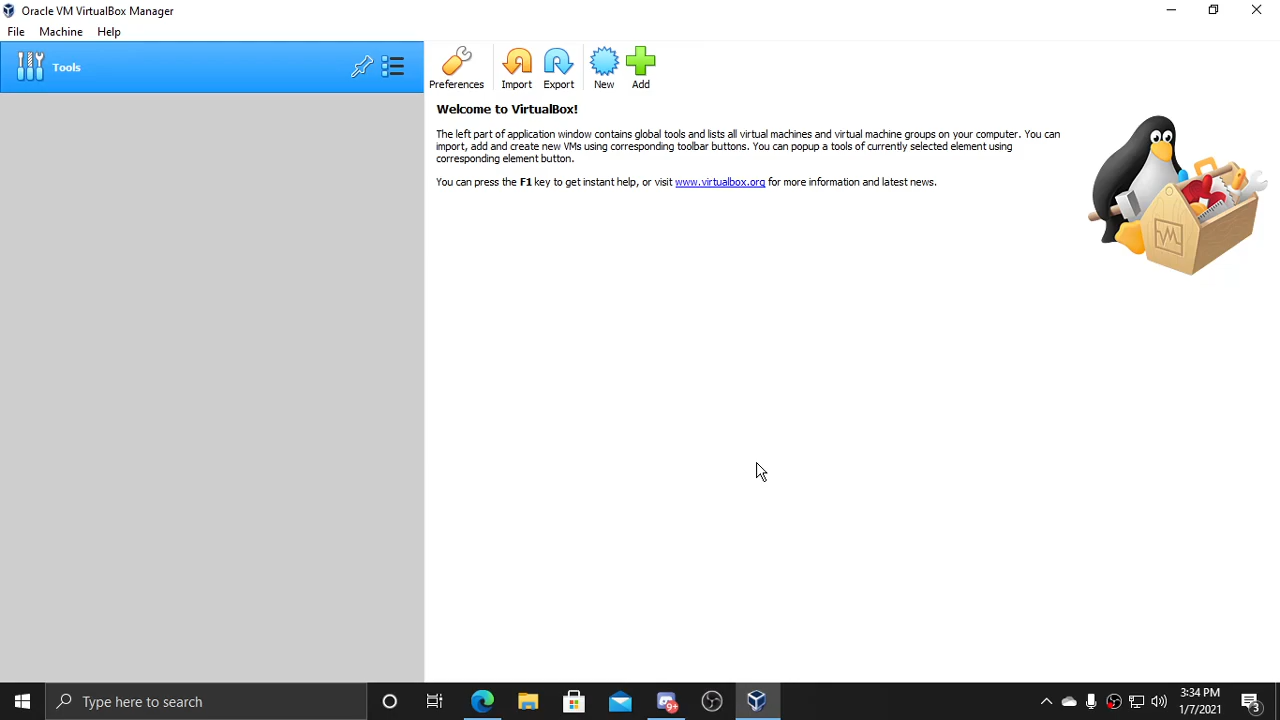 Oracle VM VirtualBox Manager
File Machine Help
Tools
Preferences Import Export New Add
Welcome to VirtualBox!
The left part of application window contains global tools and lists all virtual machines and virtual machine groups on your computer. You can
import, add and create new VMs using corresponding toolbar buttons. You can popup a tools of currently selected element using
corresponding element button.
You can press the F1 key to get instant help, or visit www.virtualbox.org for more information and latest news.
Type here to search
9+
3:34 PM
1/7/2021
3